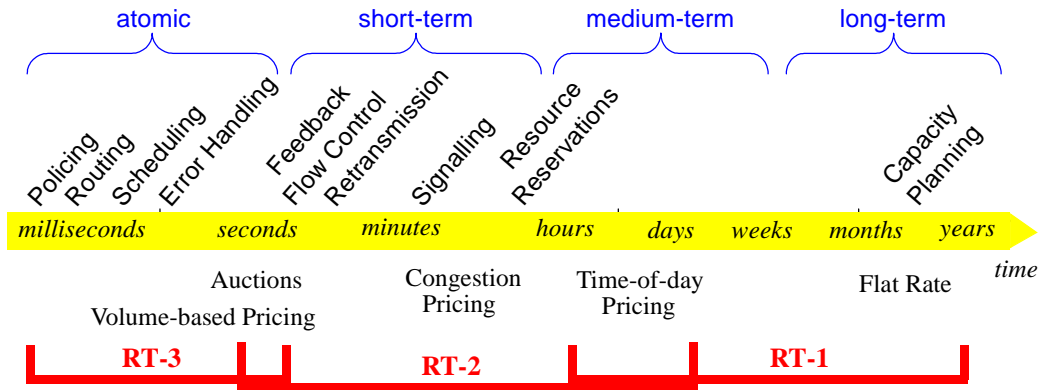 atomic
short-term
medium-term
long-term
Policing
Routing
Scheduling
Error Handling
Feedback
Flow Control
Retransmission
Signalling
Resource
Reservations
Capacity
Planning
milliseconds
seconds
minutes
hours
days
weeks
months
years
time
Auctions
Volume-based Pricing
Congestion
Pricing
Time-of-day
Pricing
Flat Rate
RT-3
RT-2
RT-1